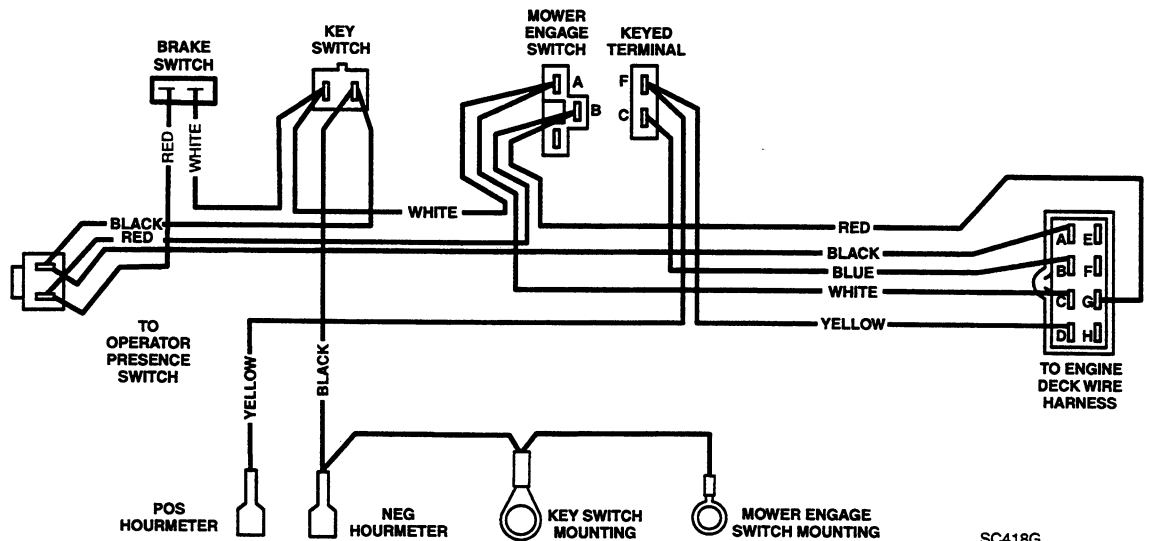 MOWER
ENGAGE
SWITCH
KEY
SWITCH
KEYED
TERMINAL
BRAKE
SWITCH
A
B
F
C
RED
WHITE
BLACK
RED
WHITE
RED
BLACK
BLUE
WHITE
YELLOW
A E
B F
C G
D H
TO
OPERATOR
PRESENCE
SWITCH
YELLOW
BLACK
TO ENGINE
DECK WIRE
HARNESS
POS
HOURMETER
NEG
HOURMETER
KEY SWITCH
MOUNTING
MOWER ENGAGE
SWITCH MOUNTING
SC418G